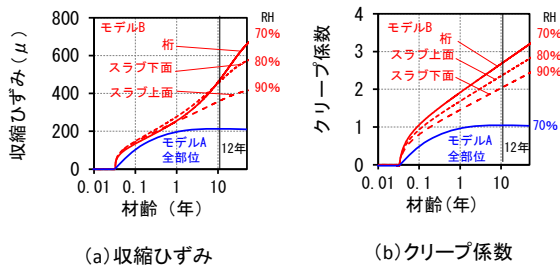 800
600
400
200
0
収縮ひずみ(μ)
モデルB
桁
スラブ下面
スラブ上面
モデルA
全部位
12年
RH
70%
80%
90%
0.01 0.1 1 10
材齢(年)
(a)収縮ひずみ
4
3
2
1
0
クリープ係数
モデルB
桁
スラブ上面
スラブ下面
モデルA
全部位
12年
RH
70%
80%
90%
70%
0.01 0.1 1 10
材齢(年)
(b)クリープ係数